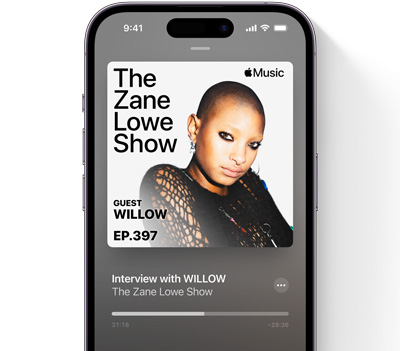 9:41
The
Zane
Lowe
Show
Music
GUEST
WILLOW
EP.397
Interview with WILLOW
The Zane Lowe Show
31:16
-28:36